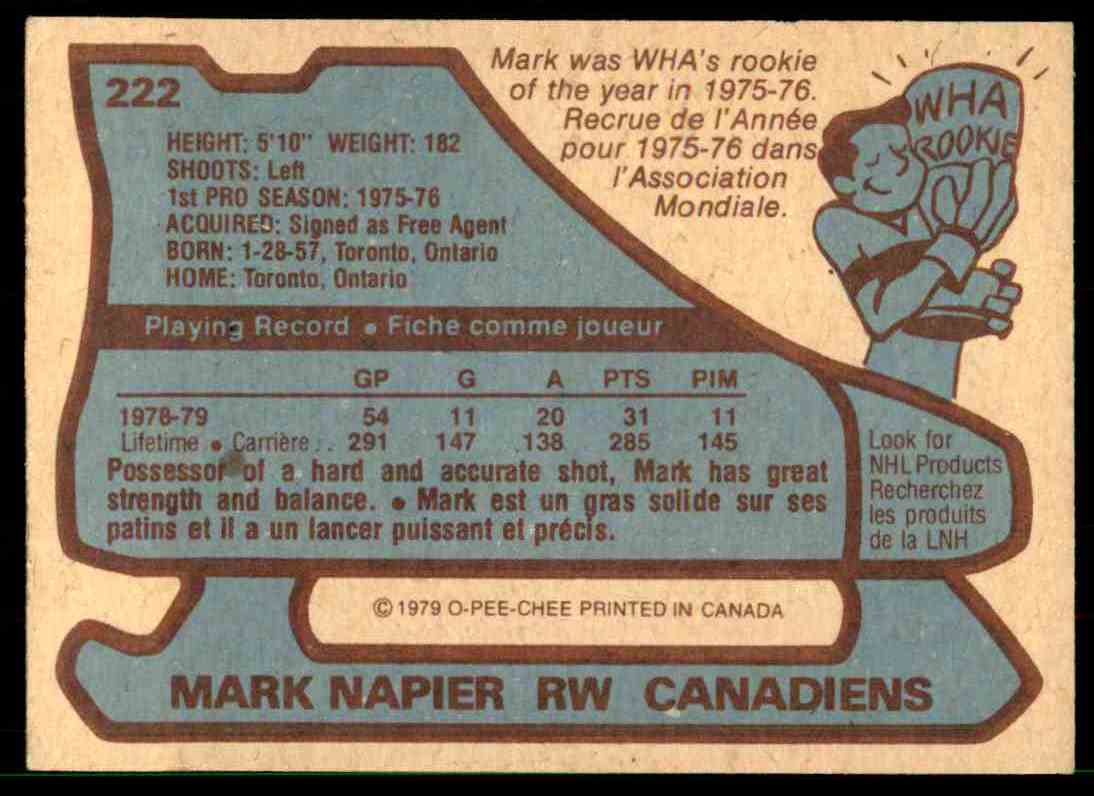 222
HEIGHT: 5'10" WEIGHT: 182
SHOOTS: Left
1st PRO SEASON: 1975-76
ACQUIRED: Signed as Free Agent
BORN: 1-28-57, Toronto, Ontario
HOME: Toronto, Ontario
Mark was WHA's rookie
of the year in 1975-76.
Recrue de l'Année
pour 1975-76 dans
l'Association
Mondiale.
WHA
ROOKIE
Playing Record • Fiche comme joueur
GP G A PTS PIM
1978-79 54 11 20 31 11
Lifetime • Carrière . . 291 147 138 285 145
Possessor of a hard and accurate shot, Mark has great
strength and balance. • Mark est un gras solide sur ses
patins et il a un lancer puissant et précis.
Look for
NHL Products
Recherchez
les produits
de la LNH
© 1979 O-PEE-CHEE PRINTED IN CANADA
MARK NAPIER RW CANADIENS